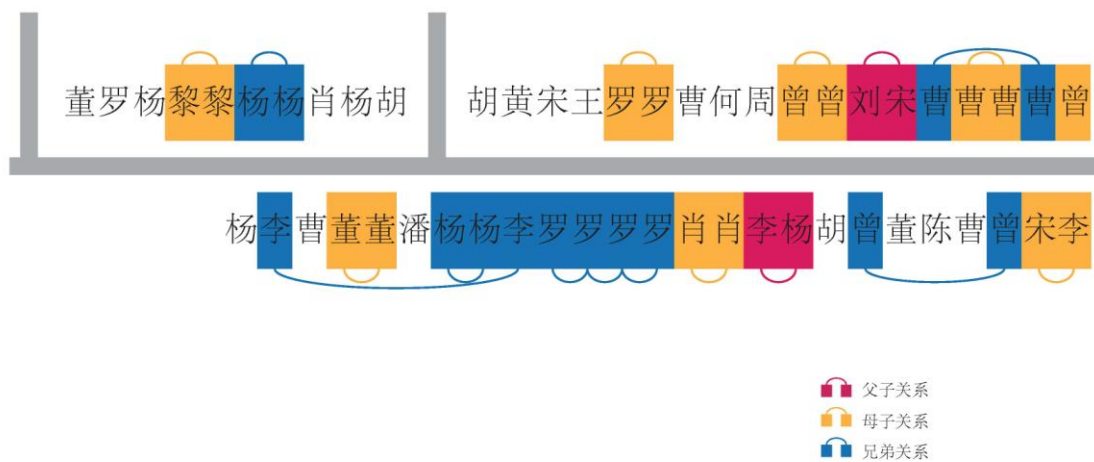 董罗杨黎黎杨杨肖杨胡
胡黄宋王罗罗曹何周曾曾刘宋曹曹曹曹曾
杨李曹董董潘杨杨李罗罗罗罗肖肖李杨胡曾董陈曹曾宋李
父子关系
母子关系
兄弟关系